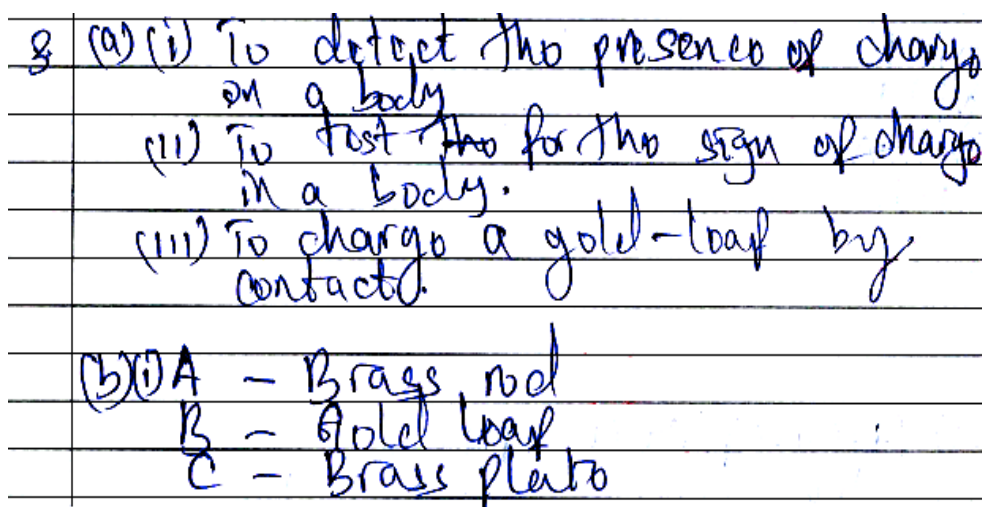 3 (a) (i) To detect the presence of charge
on a body
(ii) To test the for the sign of charge
in a body.
(iii) To charge a gold-leaf by
contact.
(b)(i) A - Brass rod
B - Gold leaf
C - Brass plate